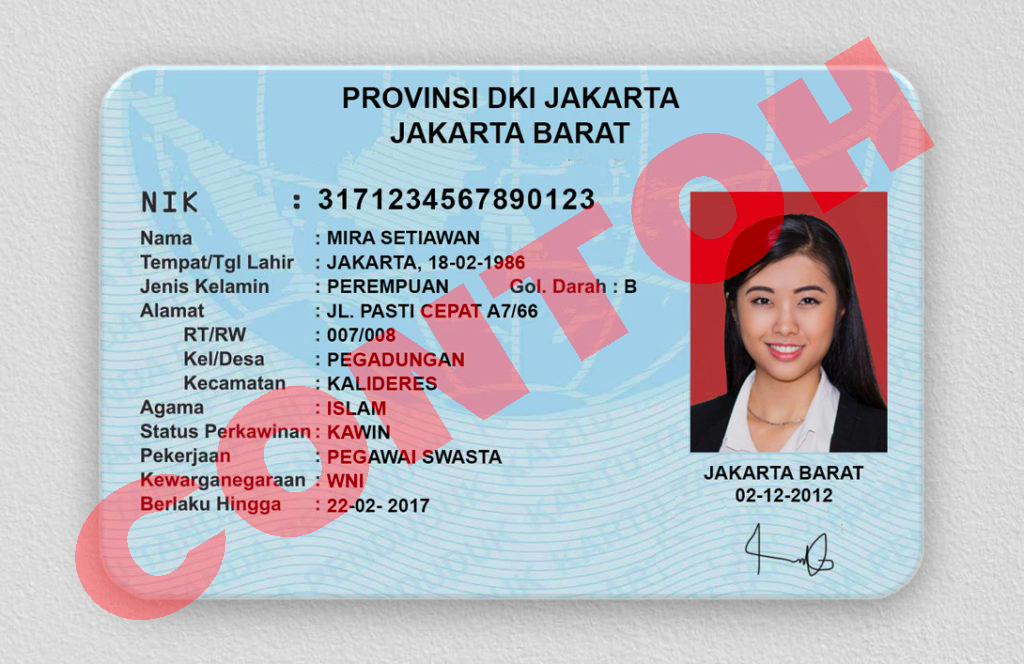 PROVINSI DKI JAKARTA
JAKARTA BARAT
NIK : 3171234567890123
Nama : MIRA SETIAWAN
Tempat/Tgl Lahir : JAKARTA, 18-02-1986
Jenis Kelamin : PEREMPUAN Gol. Darah : B
Alamat : JL. PASTI CEPAT A7/66
RT/RW : 007/008
Kel/Desa : PEGADUNGAN
Kecamatan : KALIDERES
Agama : ISLAM
Status Perkawinan : KAWIN
Pekerjaan : PEGAWAI SWASTA
Kewarganegaraan : WNI
Berlaku Hingga : 22-02- 2017
JAKARTA BARAT
02-12-2012
CONTOH